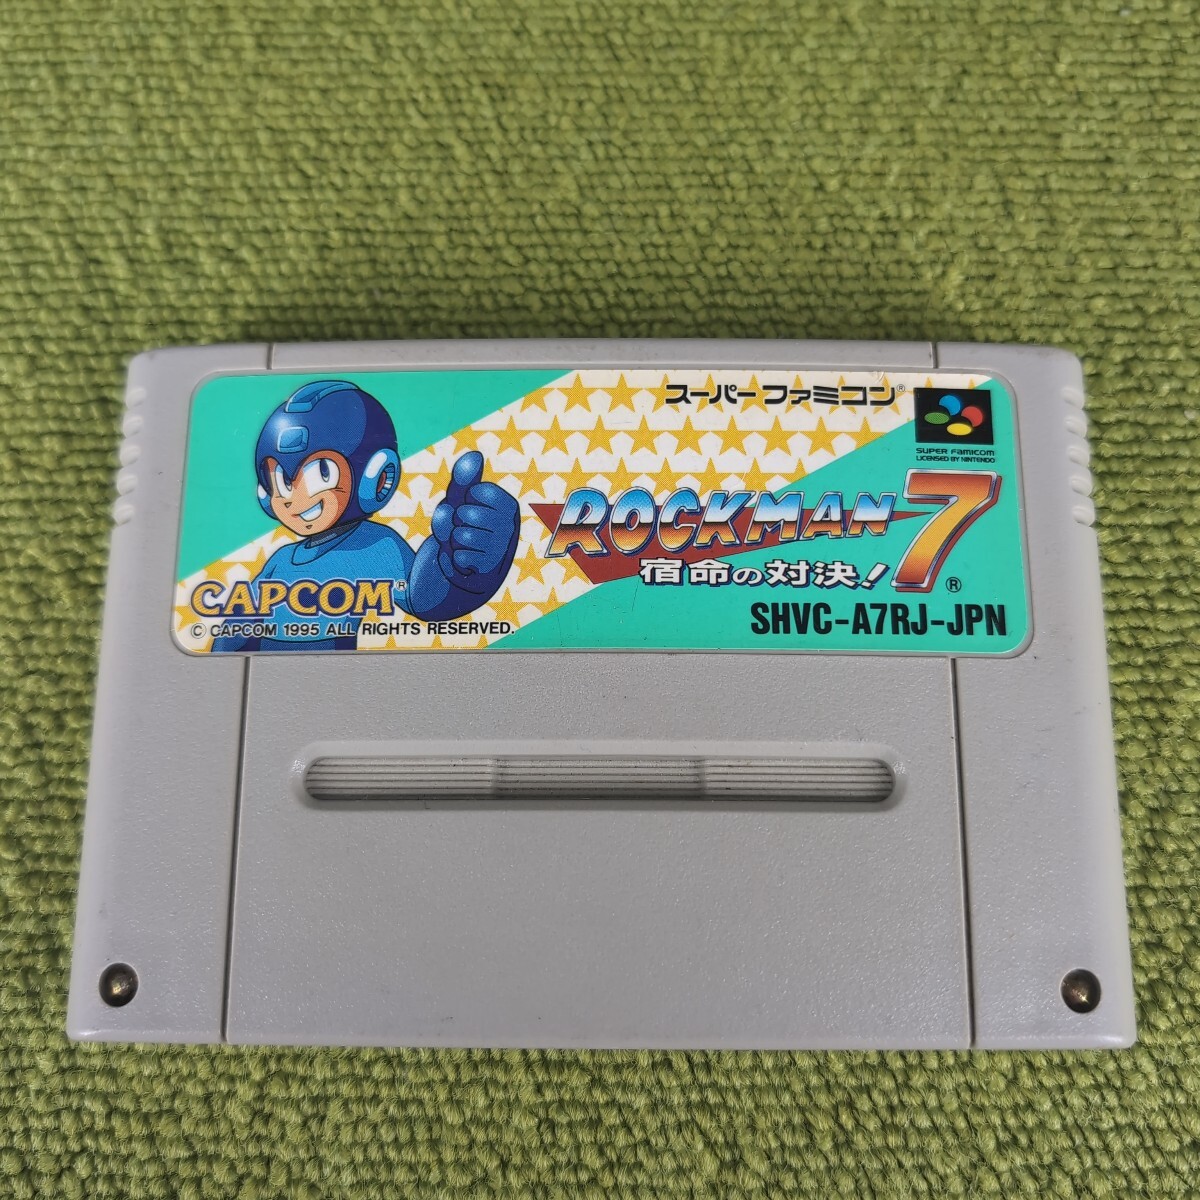 スーパーファミコン®
SUPER FAMICOM
LICENSED BY NINTENDO
ROCKMAN 7
宿命の対決!
®
CAPCOM®
© CAPCOM 1995 ALL RIGHTS RESERVED.
SHVC-A7RJ-JPN